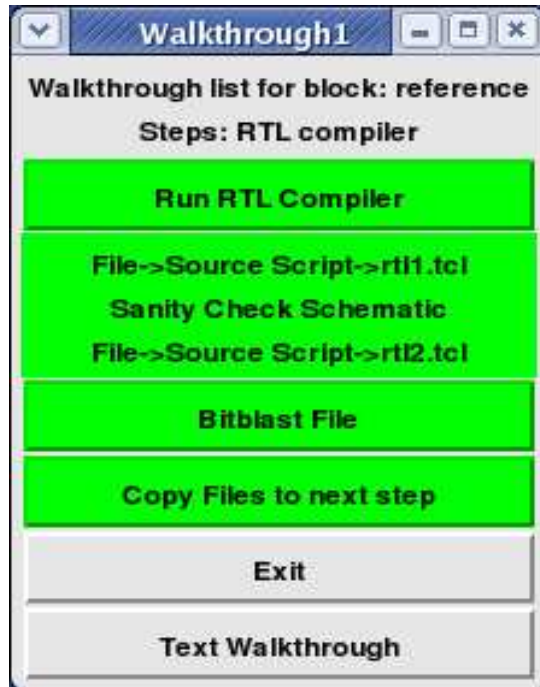 Walkthrough1
Walkthrough list for block: reference
Steps: RTL compiler
Run RTL Compiler
File->Source Script->rtl1.tcl
Sanity Check Schematic
File->Source Script->rtl2.tcl
Bitblast File
Copy Files to next step
Exit
Text Walkthrough